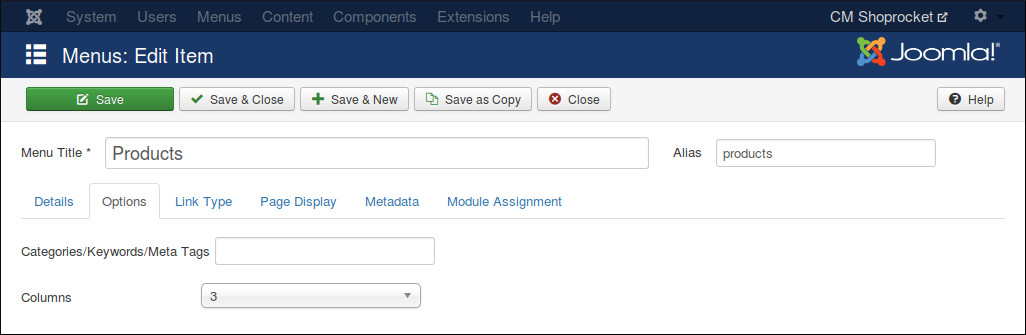 System Users Menus Content Components Extensions Help CM Shoprocket
Menus: Edit Item Joomla!®
Save Save & Close Save & New Save as Copy Close Help
Menu Title * Products Alias products
Details Options Link Type Page Display Metadata Module Assignment
Categories/Keywords/Meta Tags
Columns 3